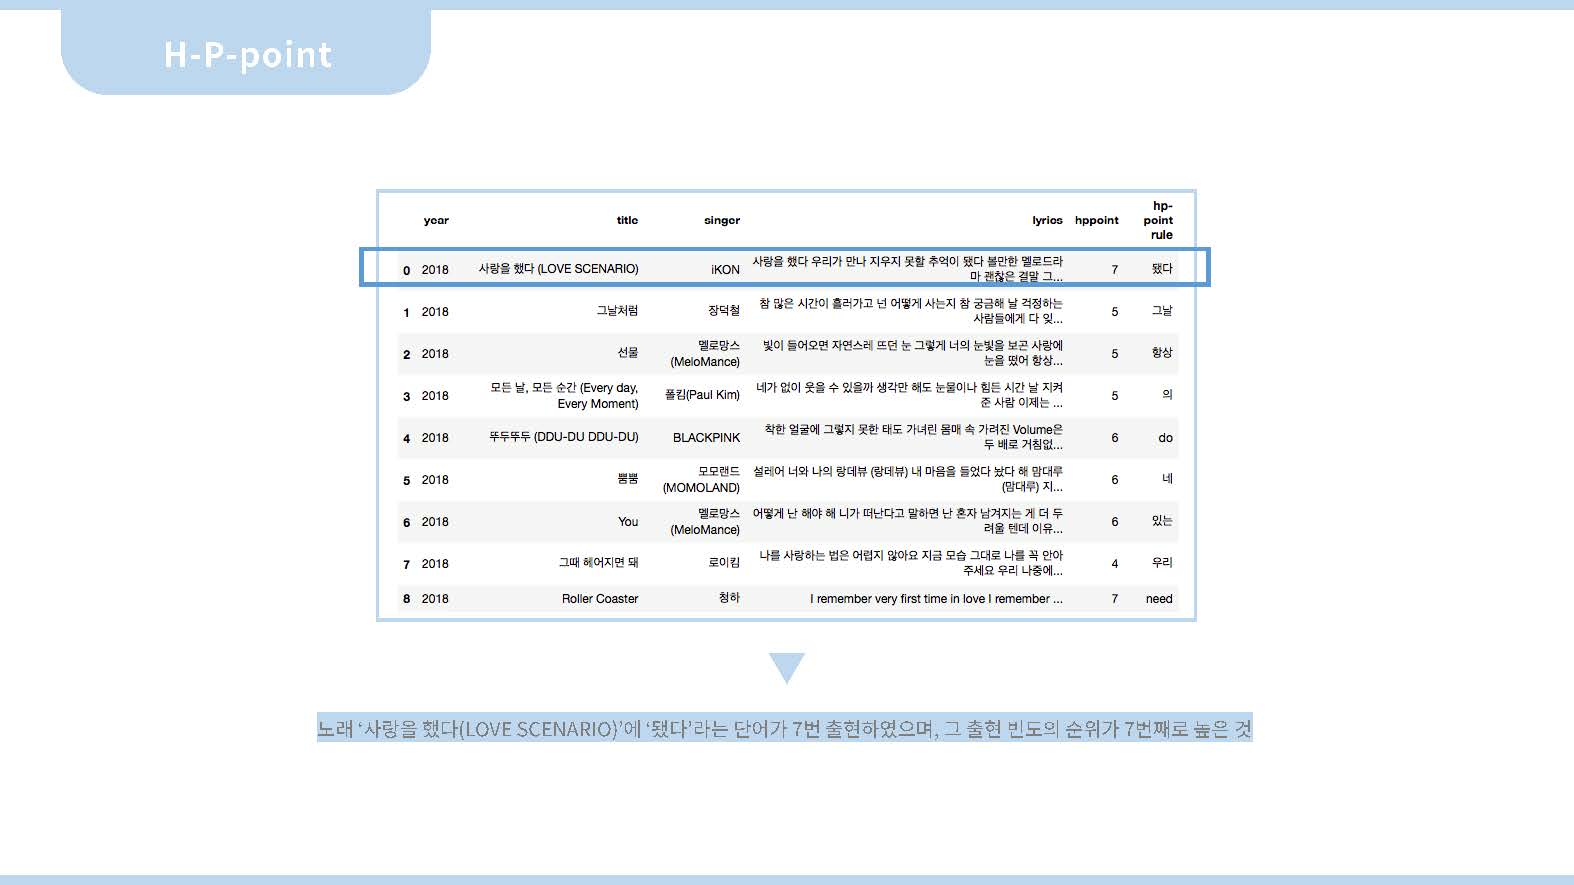 H-P-point
year title singer lyrics hppoint hp-point rule
0 2018 사랑을 했다 (LOVE SCENARIO) iKON 사랑을 했다 우리가 만나 지우지 못할 추억이 됐다 볼만한 멜로드라마 괜찮은 결말 그... 7 됐다
1 2018 그날처럼 장덕철 참 많은 시간이 흘러가고 넌 어떻게 사는지 참 궁금해 날 걱정하는 사람들에게 다 잊... 5 그날
2 2018 선물 멜로망스 (MeloMance) 빛이 들어오면 자연스레 뜨던 눈 그렇게 너의 눈빛을 보곤 사랑에 눈을 떴어 항상... 5 항상
3 2018 모든 날, 모든 순간 (Every day, Every Moment) 폴킴(Paul Kim) 네가 없이 웃을 수 있을까 생각만 해도 눈물이나 힘든 시간 날 지켜준 사람 이제는 ... 5 의
4 2018 뚜두뚜두 (DDU-DU DDU-DU) BLACKPINK 착한 얼굴에 그렇지 못한 태도 가녀린 몸매 속 가려진 Volume은 두 배로 거침없... 6 do
5 2018 뿜뿜 모모랜드 (MOMOLAND) 설레어 너와 나의 랑데뷰 (랑데뷰) 내 마음을 들었다 놨다 해 맘대루 (맘대루) 지... 6 네
6 2018 You 멜로망스 (MeloMance) 어떻게 난 해야 해 니가 떠난다고 말하면 난 혼자 남겨지는 게 더 두려울 텐데 이유... 6 있는
7 2018 그때 헤어지면 돼 로이킴 나를 사랑하는 법은 어렵지 않아요 지금 모습 그대로 나를 꼭 안아주세요 우리 나중에... 4 우리
8 2018 Roller Coaster 청하 I remember very first time in love I remember ... 7 need
노래 ‘사랑을 했다(LOVE SCENARIO)’에 ‘됐다’라는 단어가 7번 출현하였으며, 그 출현 빈도의 순위가 7번째로 높은 것